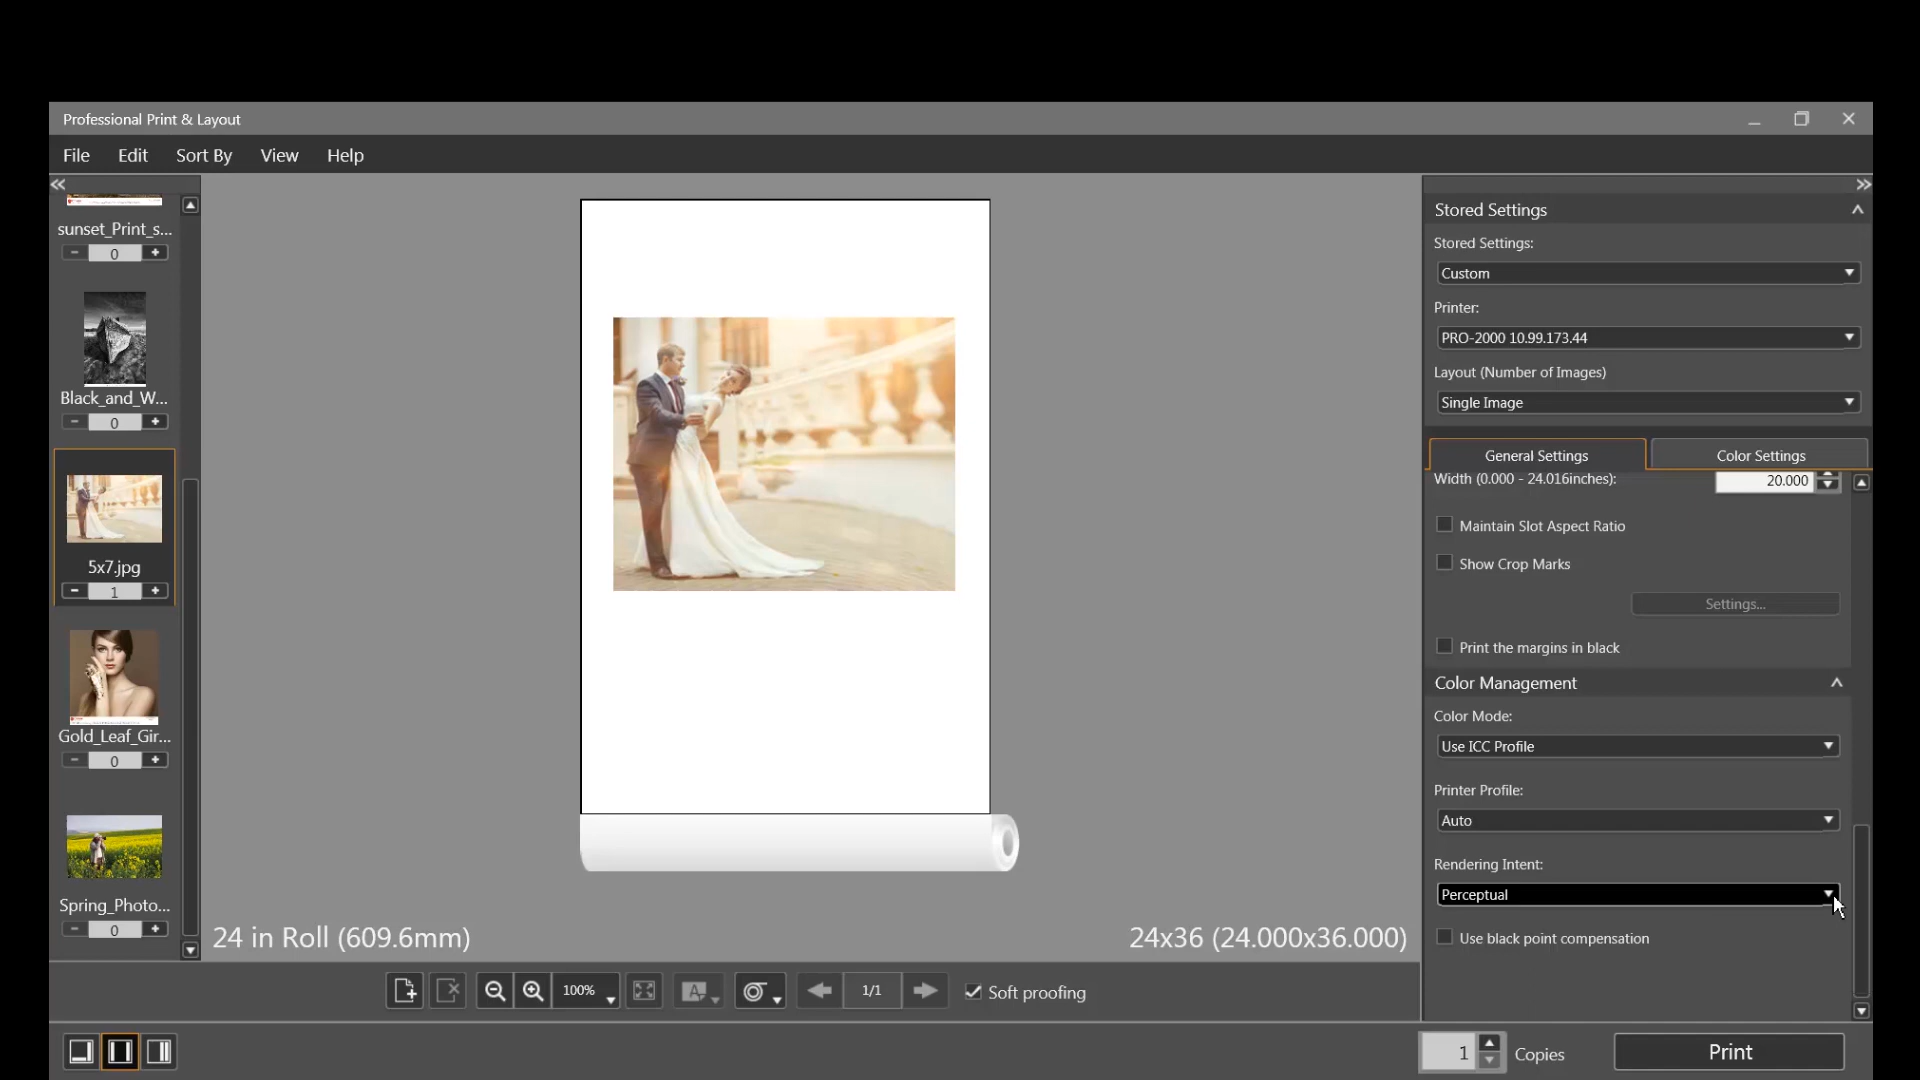 Professional Print & Layout
File Edit Sort By View Help
sunset_Print_s...
0
Black_and_W...
0
5x7.jpg
1
Gold_Leaf_Gir...
0
Spring_Photo...
0
24 in Roll (609.6mm)
24x36 (24.000x36.000)
100%
A
1/1
Soft proofing
Stored Settings
Stored Settings:
Custom
Printer:
PRO-2000 10.99.173.44
Layout (Number of Images)
Single Image
General Settings Color Settings
Width (0.000 - 24.016inches): 20.000
Maintain Slot Aspect Ratio
Show Crop Marks
Settings...
Print the margins in black
Color Management
Color Mode:
Use ICC Profile
Printer Profile:
Auto
Rendering Intent:
Perceptual
Use black point compensation
1 Copies Print